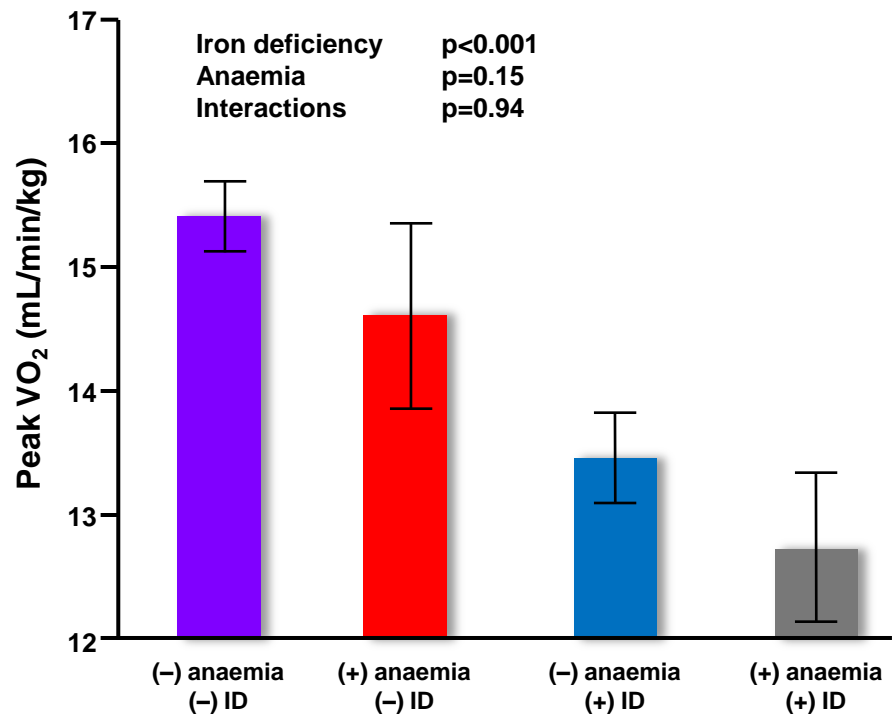 17
16
15
14
13
12
Peak VO₂ (mL/min/kg)
Iron deficiency p<0.001
Anaemia p=0.15
Interactions p=0.94
(–) anaemia
(–) ID
(+) anaemia
(–) ID
(–) anaemia
(+) ID
(+) anaemia
(+) ID